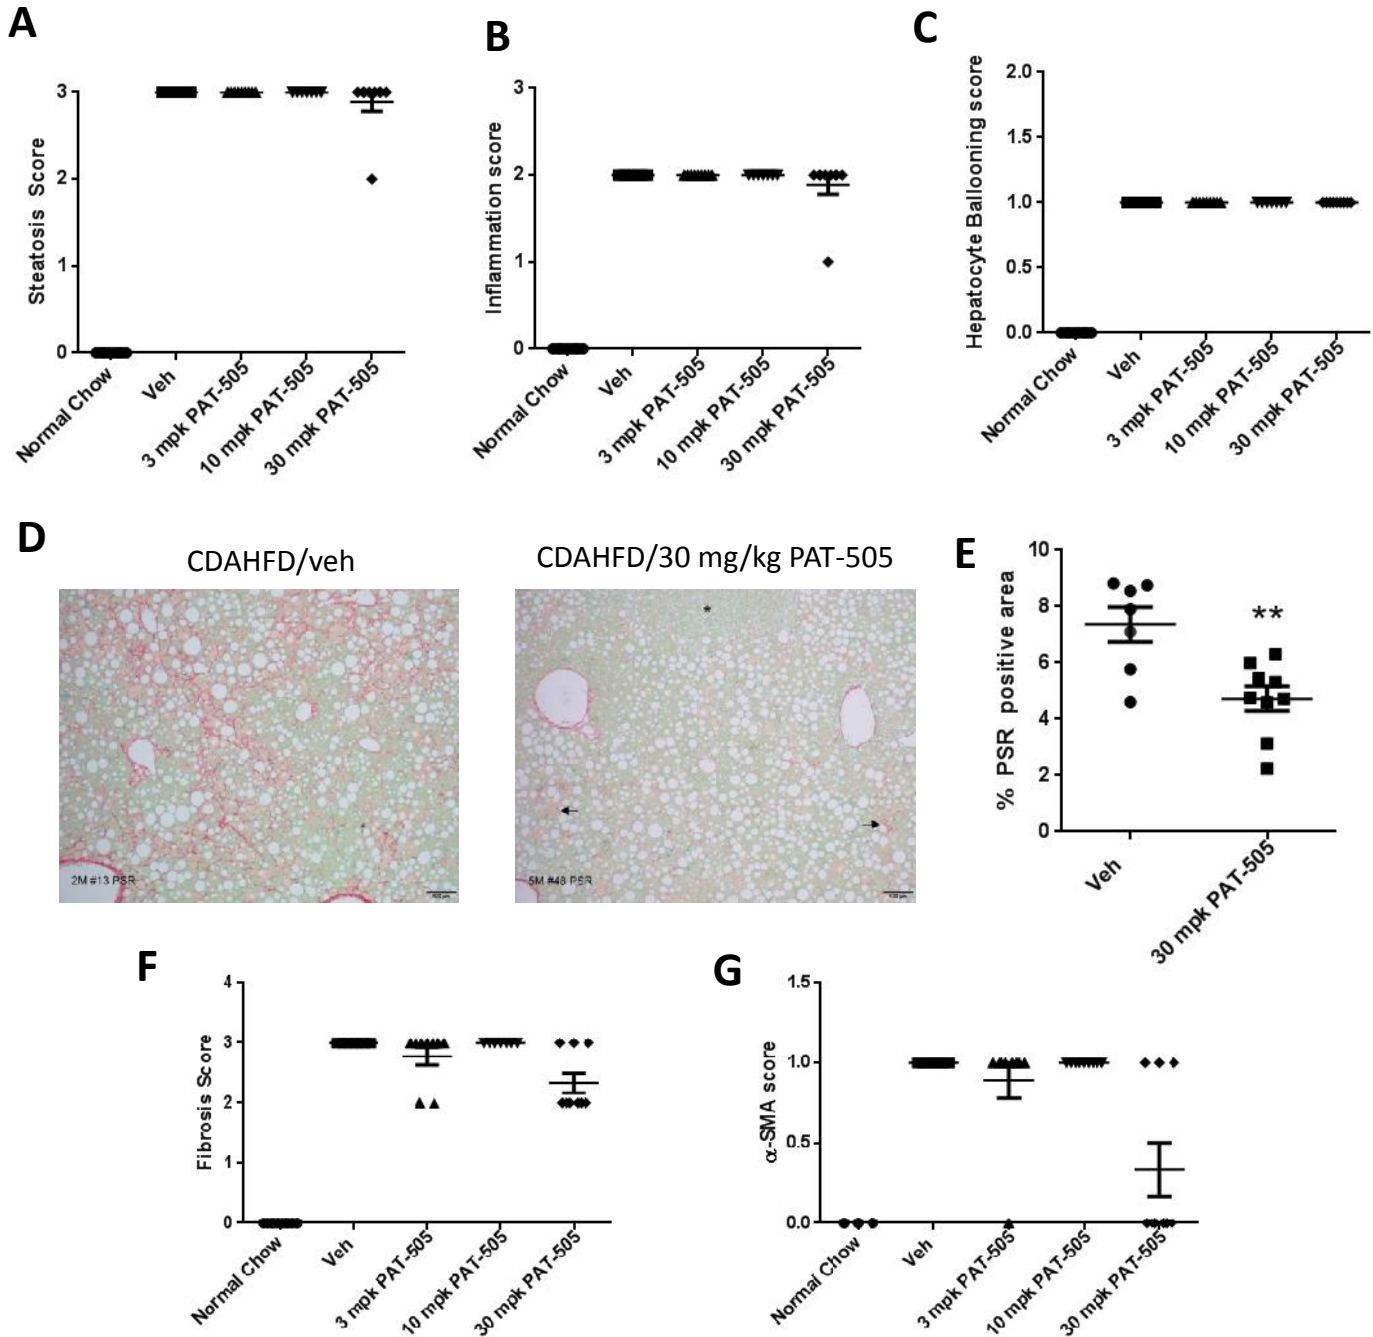 A
Steatosis Score
3
2
1
0
Normal Chow
Veh
3 mpk PAT-505
10 mpk PAT-505
30 mpk PAT-505
B
Inflammation score
3
2
1
0
Normal Chow
Veh
3 mpk PAT-505
10 mpk PAT-505
30 mpk PAT-505
C
Hepatocyte Ballooning score
2.0
1.5
1.0
0.5
0.0
Normal Chow
Veh
3 mpk PAT-505
10 mpk PAT-505
30 mpk PAT-505
D
CDAHFD/veh
2M #13 PSR
CDAHFD/30 mg/kg PAT-505
*
5M #48 PSR
E
% PSR positive area
10
8
6
4
2
0
**
Veh
30 mpk PAT-505
F
Fibrosis Score
4
3
2
1
0
Normal Chow
Veh
3 mpk PAT-505
10 mpk PAT-505
30 mpk PAT-505
G
α-SMA score
1.5
1.0
0.5
0.0
Normal Chow
Veh
3 mpk PAT-505
10 mpk PAT-505
30 mpk PAT-505